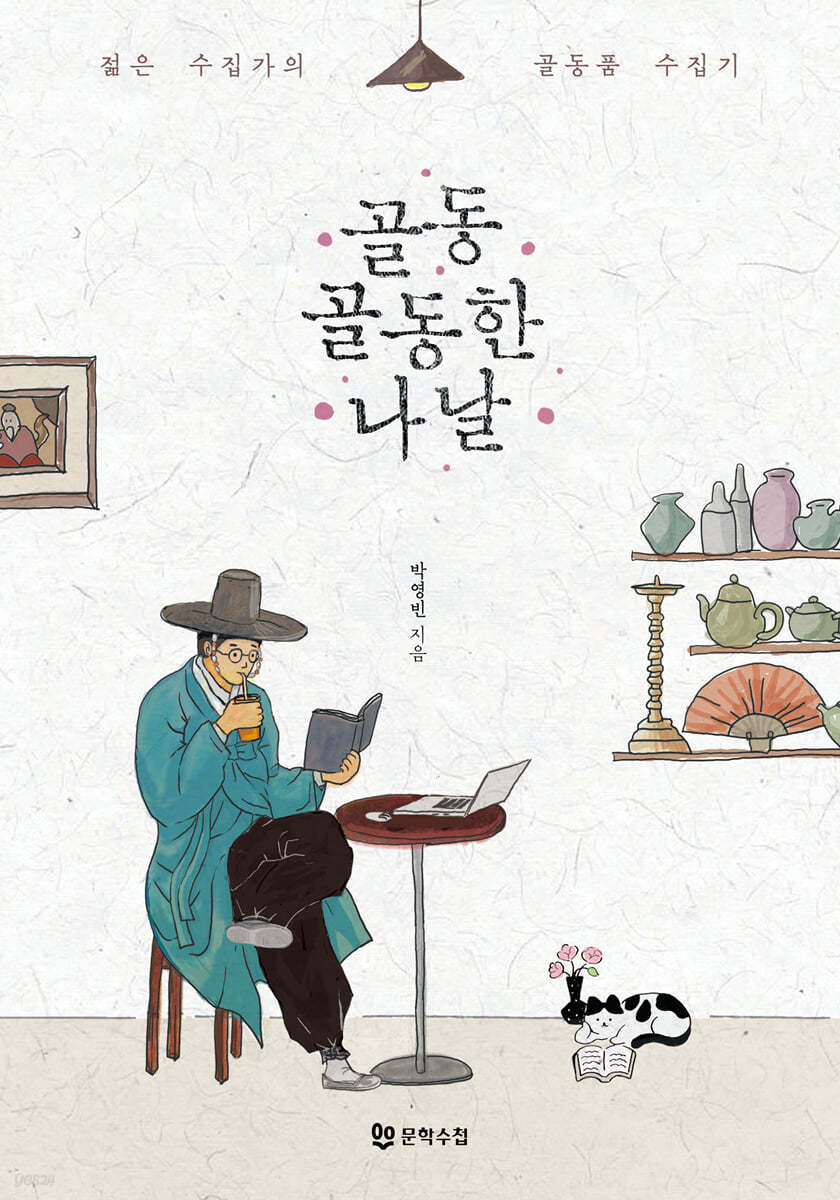 젊은 수집가의 골동품 수집기
골동
골동한
나날
박영빈 지음
문학수첩
yes24